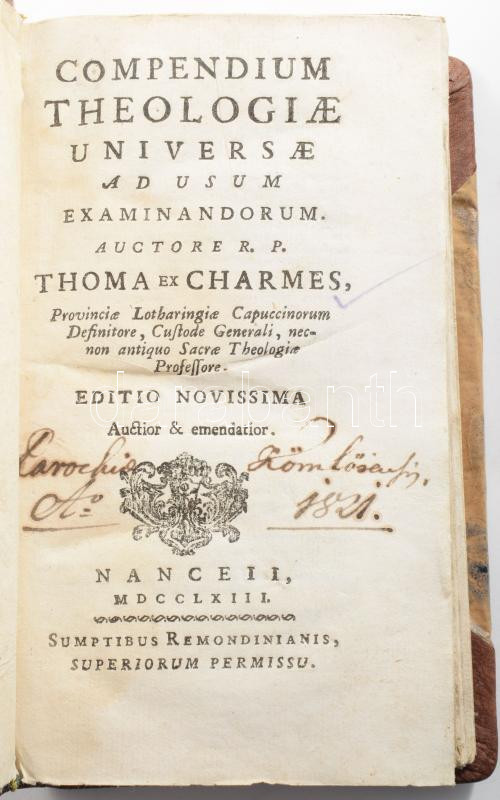 COMPENDIUM
THEOLOGIÆ
UNIVERSÆ
AD USUM
EXAMINANDORUM.
AUCTORE R. P.
THOMA EX CHARMES,
Provinciæ Lotharingiæ Capuccinorum
Definitore, Custode Generali, nec-
non antiquo Sacræ Theologiæ
Professore.
EDITIO NOVISSIMA
Auctior & emendatior.
Parochiæ Kömlösensis,
Aº 1821.
NANCEII,
MDCCLXIII.
SUMPTIBUS REMONDINIANIS,
SUPERIORUM PERMISSU.